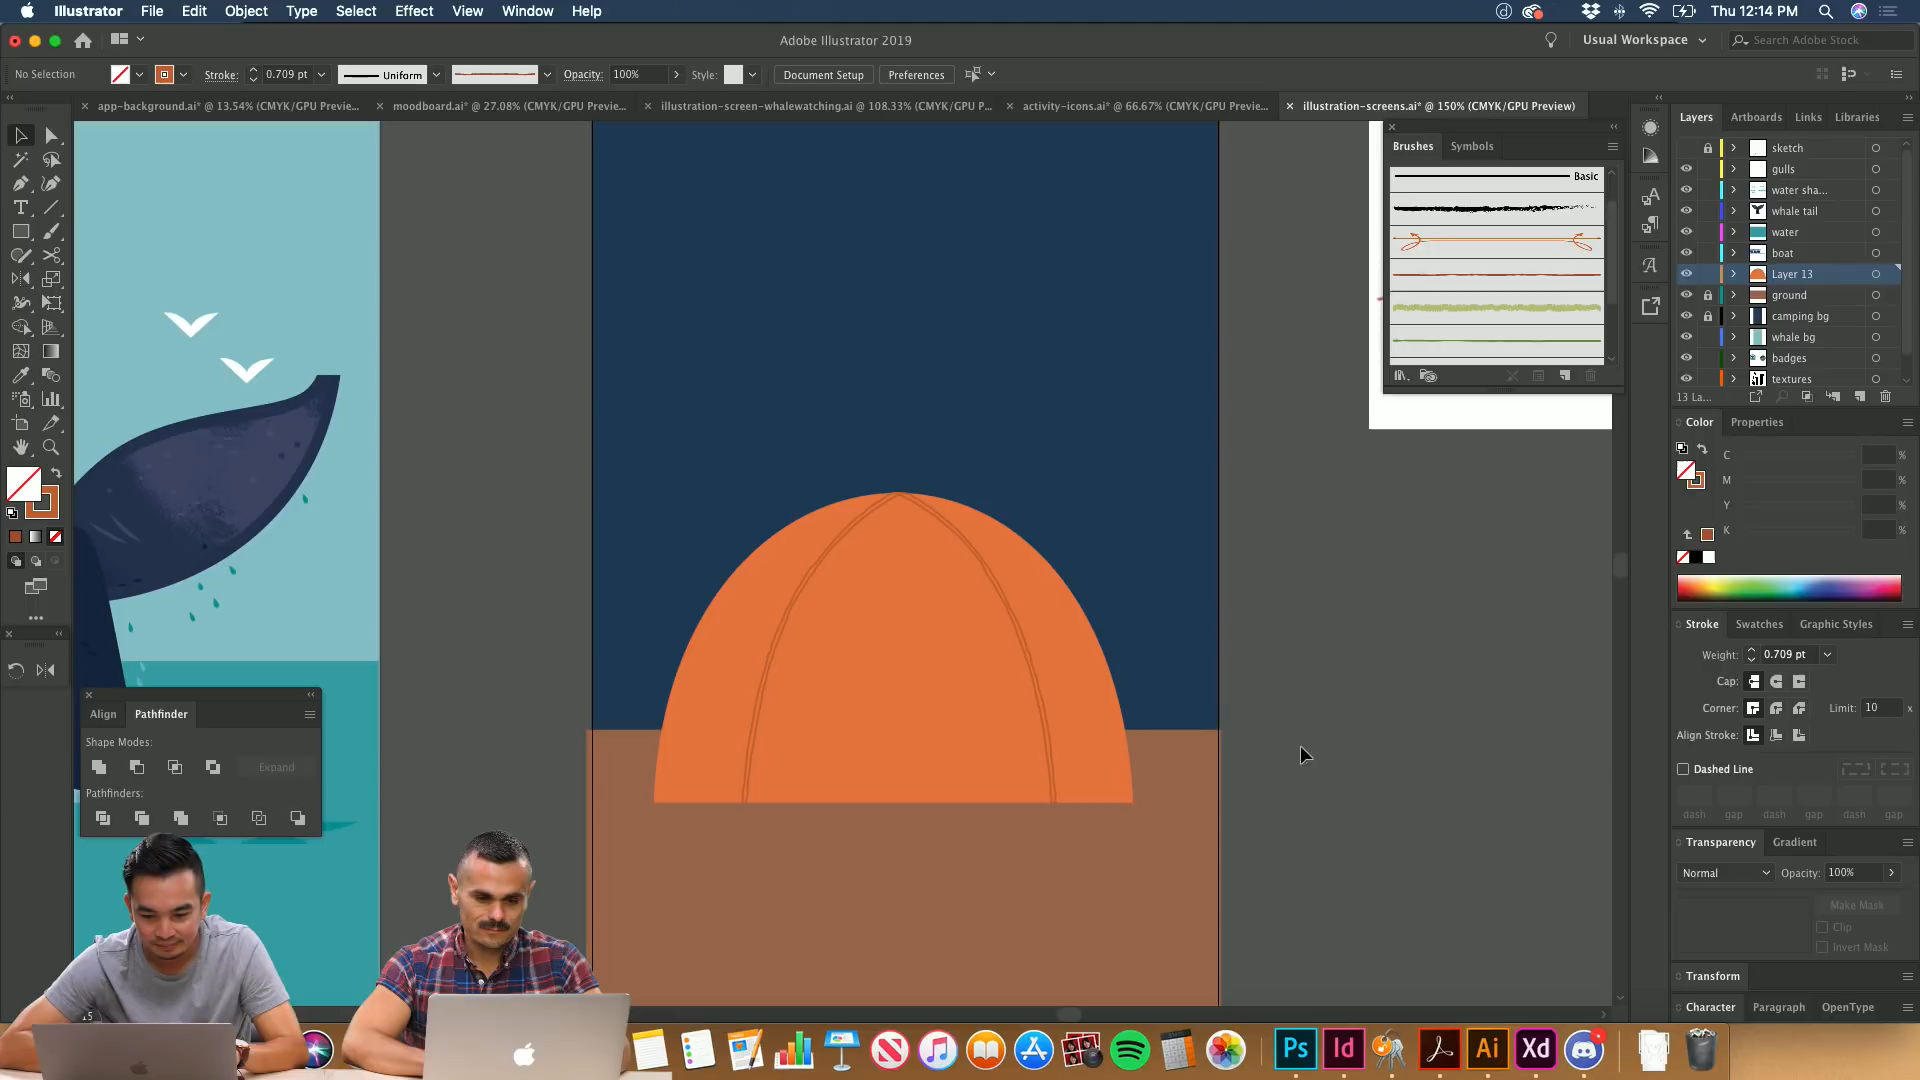 Illustrator File Edit Object Type Select Effect View Window Help
Thu 12:14 PM
Adobe Illustrator 2019
Usual Workspace
Search Adobe Stock
No Selection
Stroke: 0.709 pt
Uniform
Opacity: 100%
Style:
Document Setup
Preferences
app-background.ai* @ 13.54% (CMYK/GPU Previe...
moodboard.ai* @ 27.08% (CMYK/GPU Previe...
illustration-screen-whalewatching.ai @ 108.33% (CMYK/GPU P...
activity-icons.ai* @ 66.67% (CMYK/GPU Previe...
illustration-screens.ai* @ 150% (CMYK/GPU Preview)
Brushes
Symbols
Basic
Layers
Artboards
Links
Libraries
sketch
gulls
water sha...
whale tail
water
boat
Layer 13
ground
camping bg
whale bg
badges
textures
13 La...
Color
Properties
C %
M %
Y %
K %
Stroke
Swatches
Graphic Styles
Weight: 0.709 pt
Cap:
Corner:
Limit: 10 x
Align Stroke:
Dashed Line
dash gap dash gap dash gap
Transparency
Gradient
Normal
Opacity: 100%
Make Mask
Clip
Invert Mask
Transform
Character
Paragraph
OpenType
Align
Pathfinder
Shape Modes:
Expand
Pathfinders:
15
Ps
Id
Ai
Xd